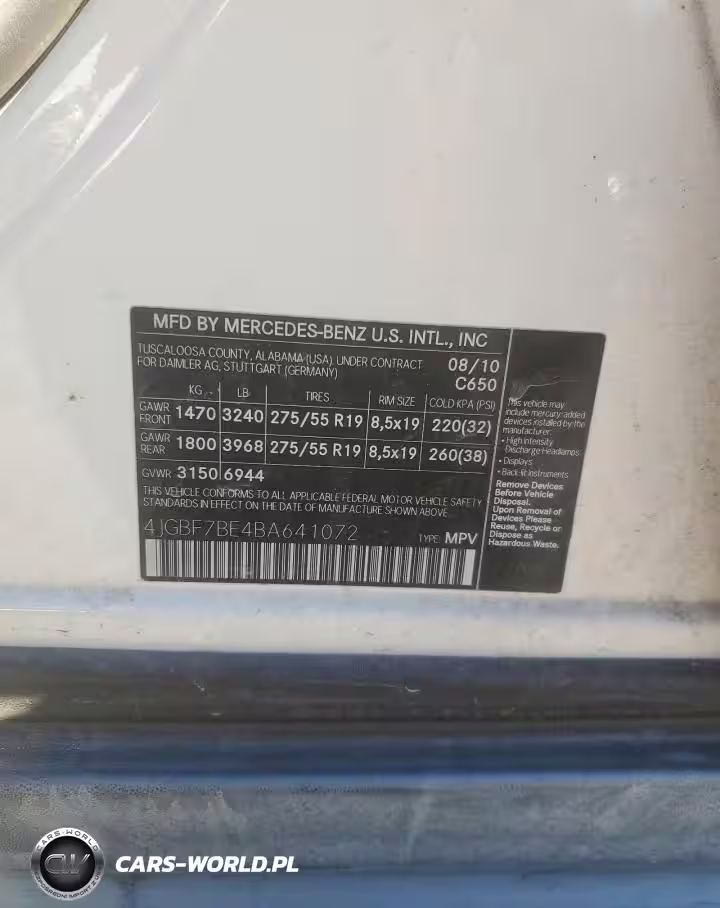 MFD BY MERCEDES-BENZ U.S. INTL., INC
TUSCALOOSA COUNTY, ALABAMA (USA). UNDER CONTRACT
FOR DAIMLER AG, STUTTGART (GERMANY)
08/10
C650
KG LB TIRES RIM SIZE COLD KPA (PSI)
GAWR FRONT 1470 3240 275/55 R19 8,5x19 220(32)
GAWR REAR 1800 3968 275/55 R19 8,5x19 260(38)
GVWR 3150 6944
THIS VEHICLE CONFORMS TO ALL APPLICABLE FEDERAL MOTOR VEHICLE SAFETY
STANDARDS IN EFFECT ON THE DATE OF MANUFACTURE SHOWN ABOVE.
4JGBF7BE4BA641072
TYPE: MPV
This vehicle may
include mercury-added
devices installed by the
manufacturer:
• High Intensity
Discharge Headlamps
• Displays
• Back-lit instruments
Remove Devices
Before Vehicle
Disposal.
Upon Removal of
Devices Please
Reuse, Recycle or
Dispose as
Hazardous Waste.
CARS-WORLD
CW
CARS-WORLD.PL